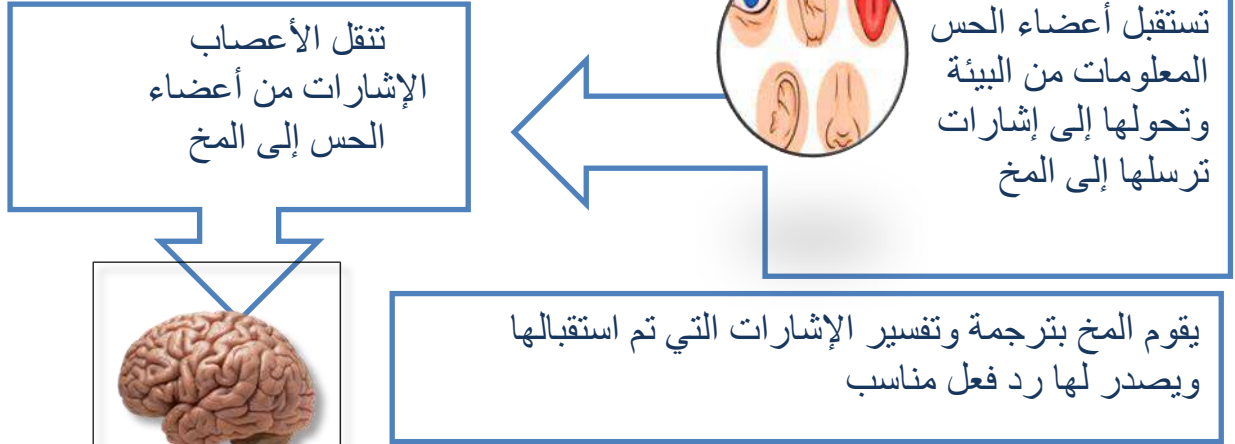 تستقبل أعضاء الحس
المعلومات من البيئة
وتحولها إلى إشارات
ترسلها إلى المخ
تنقل الأعصاب
الإشارات من أعضاء
الحس إلى المخ
يقوم المخ بترجمة وتفسير الإشارات التي تم استقبالها
ويصدر لها رد فعل مناسب